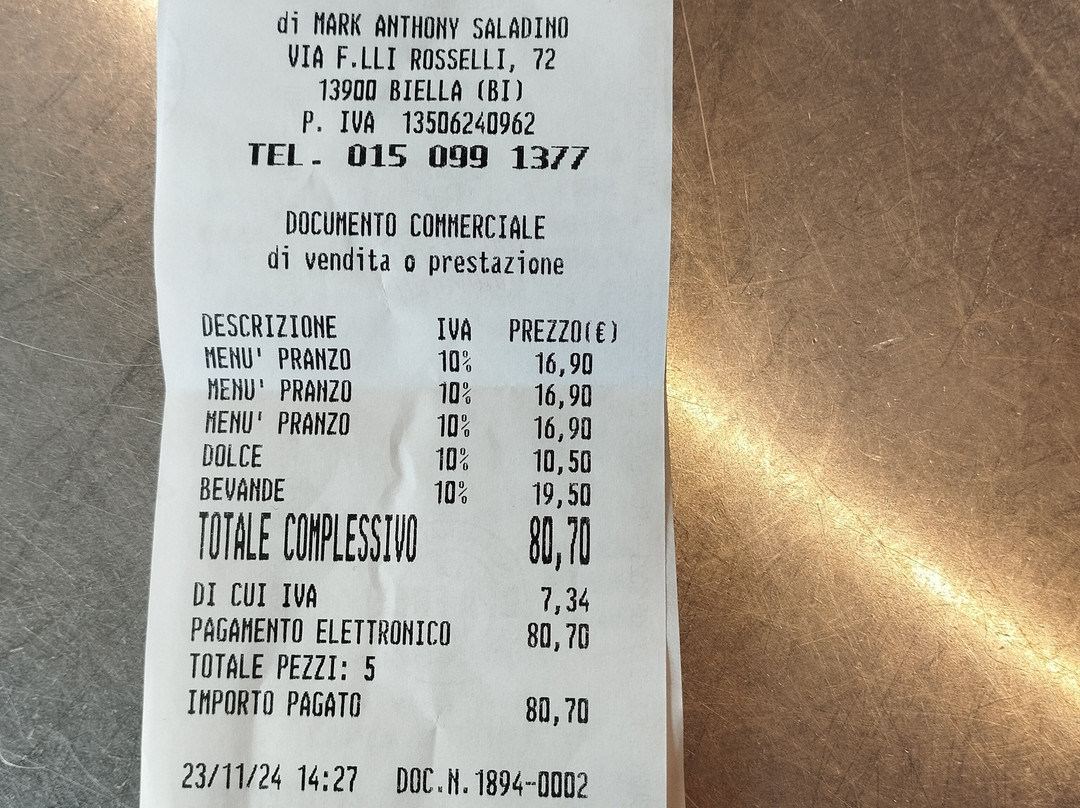 di MARK ANTHONY SALADINO
VIA F.LLI ROSSELLI, 72
13900 BIELLA (BI)
P. IVA 13506240962
TEL. 015 099 1377
DOCUMENTO COMMERCIALE
di vendita o prestazione
DESCRIZIONE IVA PREZZO(€)
MENU' PRANZO 10% 16,90
MENU' PRANZO 10% 16,90
MENU' PRANZO 10% 16,90
DOLCE 10% 10,50
BEVANDE 10% 19,50
TOTALE COMPLESSIVO 80,70
DI CUI IVA 7,34
PAGAMENTO ELETTRONICO 80,70
TOTALE PEZZI: 5
IMPORTO PAGATO 80,70
23/11/24 14:27 DOC.N.1894-0002